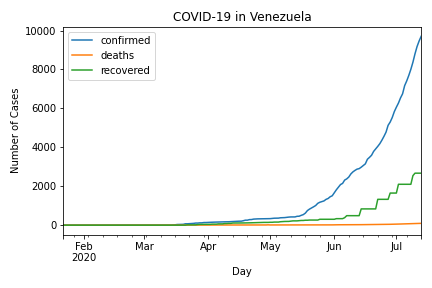 COVID-19 in Venezuela
confirmed
deaths
recovered
Number of Cases
10000
8000
6000
4000
2000
0
Feb
2020
Mar
Apr
May
Jun
Jul
Day